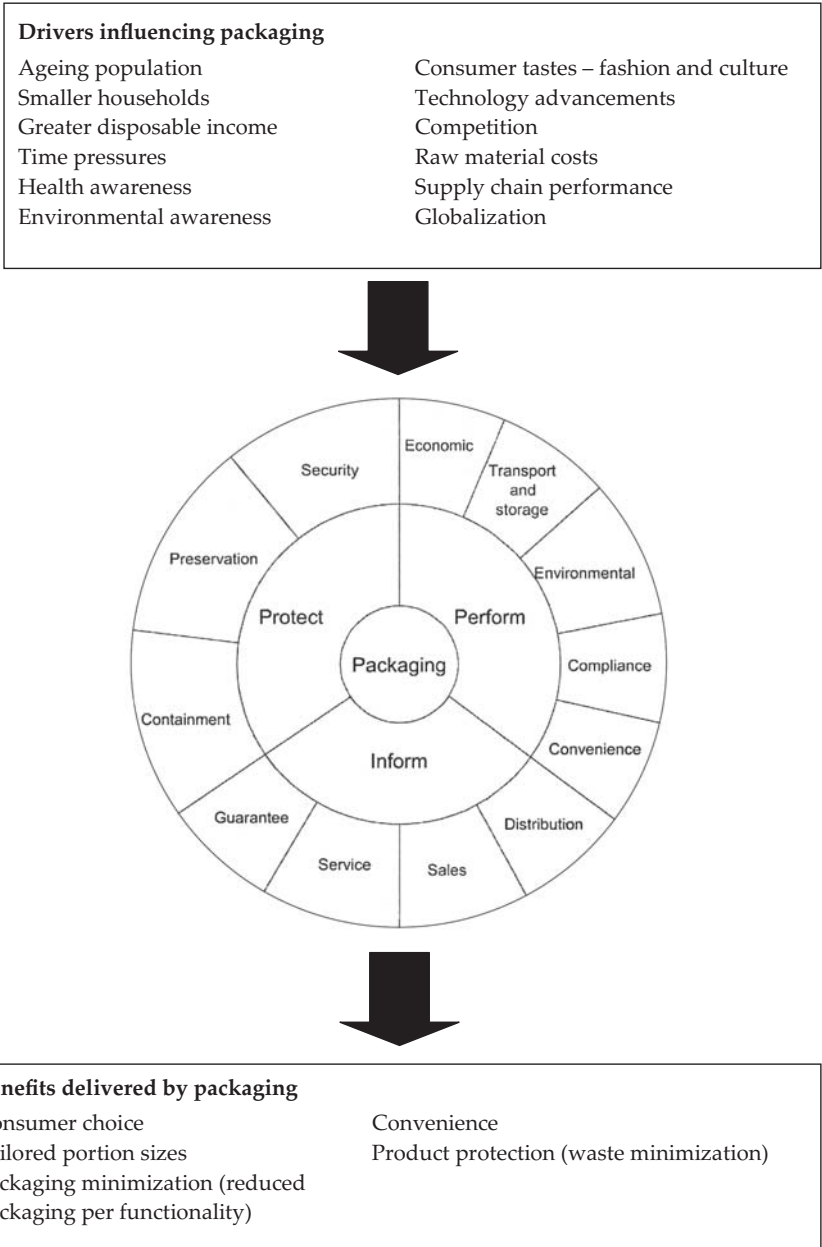 Drivers influencing packaging
Ageing population
Smaller households
Greater disposable income
Time pressures
Health awareness
Environmental awareness
Consumer tastes – fashion and culture
Technology advancements
Competition
Raw material costs
Supply chain performance
Globalization
Economic
Transport
and
storage
Environmental
Compliance
Convenience
Distribution
Sales
Service
Guarantee
Containment
Preservation
Security
Protect
Perform
Inform
Packaging
nefits delivered by packaging
onsumer choice
ilored portion sizes
ckaging minimization (reduced
ckaging per functionality)
Convenience
Product protection (waste minimization)